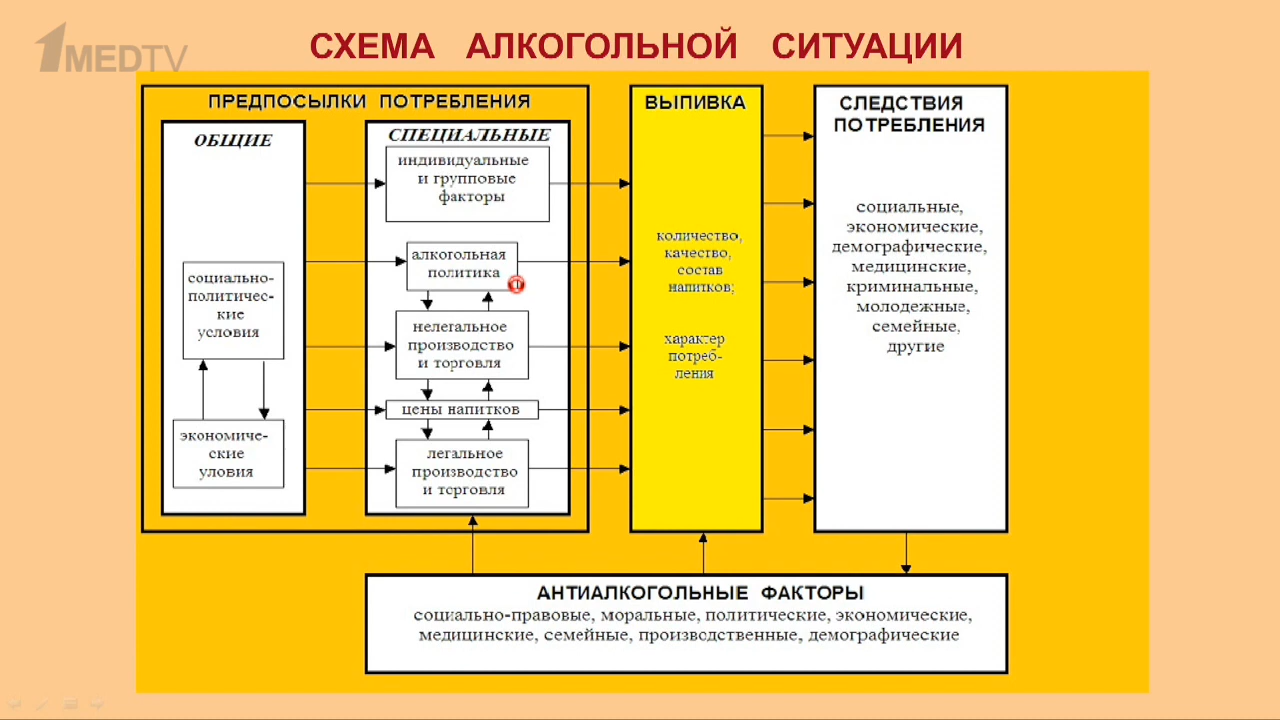 1MEDTV
СХЕМА АЛКОГОЛЬНОЙ СИТУАЦИИ
ПРЕДПОСЫЛКИ ПОТРЕБЛЕНИЯ
ОБЩИЕ
социально-
политичес-
кие
условия
экономиче-
ские
уловия
СПЕЦИАЛЬНЫЕ
индивидуальные
и групповые
факторы
алкогольная
политика
нелегальное
производство
и торговля
цены напитков
легальное
производство
и торговля
ВЫПИВКА
количество,
качество,
состав
напитков;
характер
потреб-
ления
СЛЕДСТВИЯ
ПОТРЕБЛЕНИЯ
социальные,
экономические,
демографические,
медицинские,
криминальные,
молодежные,
семейные,
другие
АНТИАЛКОГОЛЬНЫЕ ФАКТОРЫ
социально-правовые, моральные, политические, экономические,
медицинские, семейные, производственные, демографические